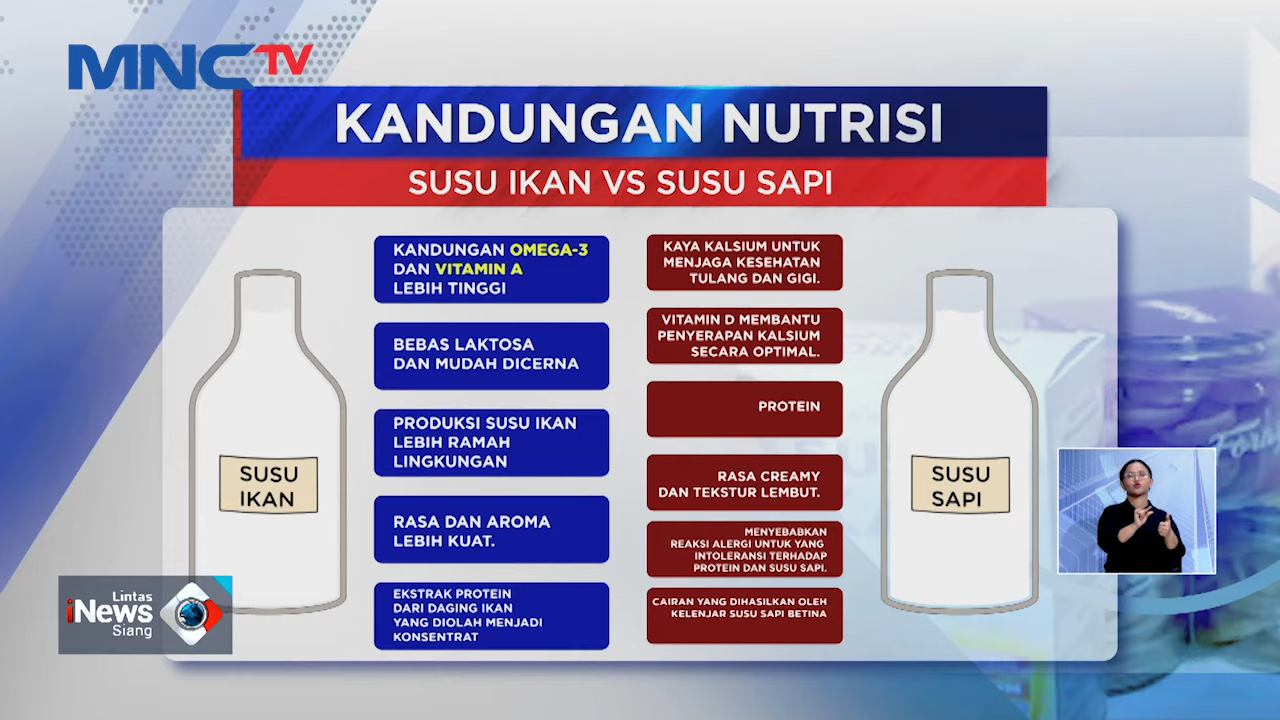 MNCTV
KANDUNGAN NUTRISI
SUSU IKAN VS SUSU SAPI
KANDUNGAN OMEGA-3
DAN VITAMIN A
LEBIH TINGGI
BEBAS LAKTOSA
DAN MUDAH DICERNA
PRODUKSI SUSU IKAN
LEBIH RAMAH
LINGKUNGAN
RASA DAN AROMA
LEBIH KUAT.
EKSTRAK PROTEIN
DARI DAGING IKAN
YANG DIOLAH MENJADI
KONSENTRAT
KAYA KALSIUM UNTUK
MENJAGA KESEHATAN
TULANG DAN GIGI.
VITAMIN D MEMBANTU
PENYERAPAN KALSIUM
SECARA OPTIMAL.
PROTEIN
RASA CREAMY
DAN TEKSTUR LEMBUT.
MENYEBABKAN
REAKSI ALERGI UNTUK YANG
INTOLERANSI TERHADAP
PROTEIN DAN SUSU SAPI.
CAIRAN YANG DIHASILKAN OLEH
KELENJAR SUSU SAPI BETINA
SUSU
IKAN
SUSU
SAPI
Lintas
iNews
Siang